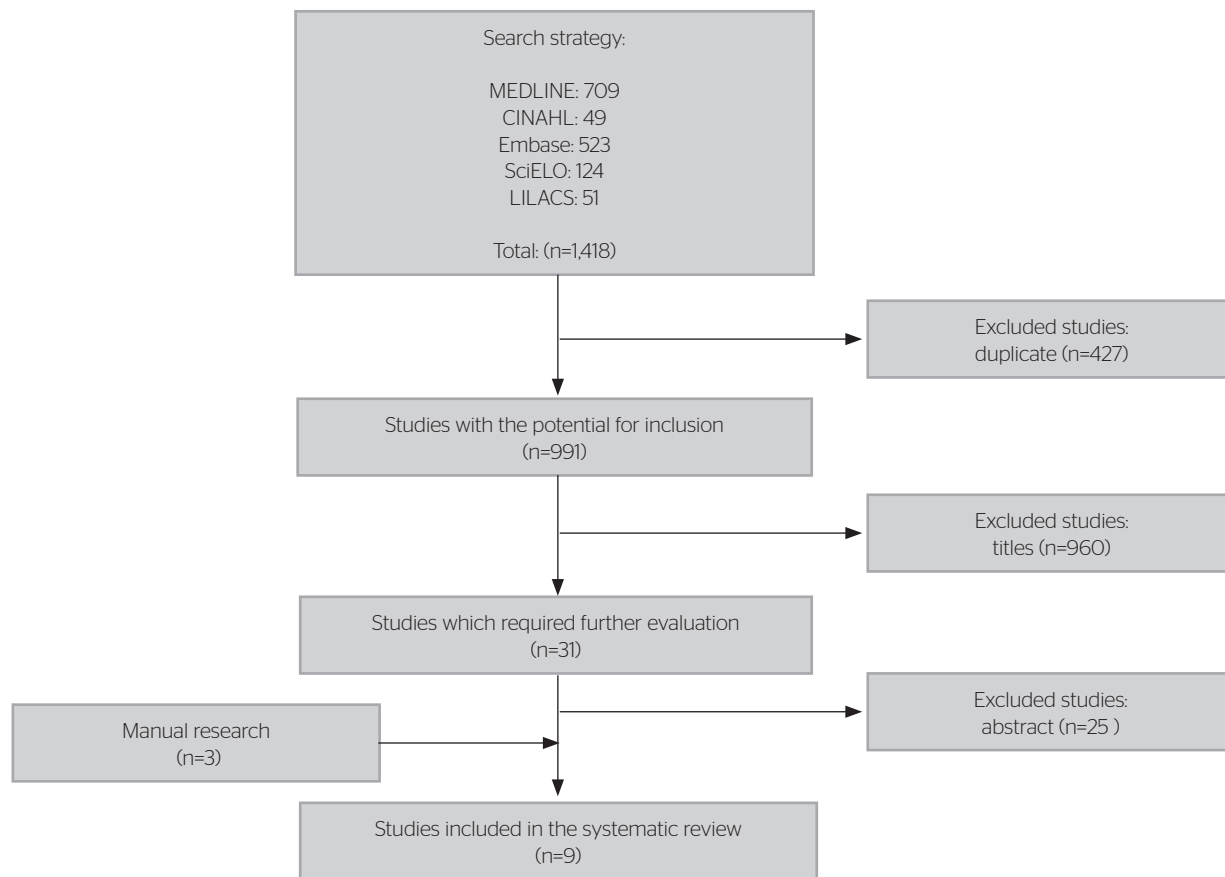 Search strategy:
MEDLINE: 709
CINAHL: 49
Embase: 523
SciELO: 124
LILACS: 51
Total: (n=1,418)
Excluded studies:
duplicate (n=427)
Studies with the potential for inclusion
(n=991)
Excluded studies:
titles (n=960)
Studies which required further evaluation
(n=31)
Excluded studies:
abstract (n=25 )
Manual research
(n=3)
Studies included in the systematic review
(n=9)